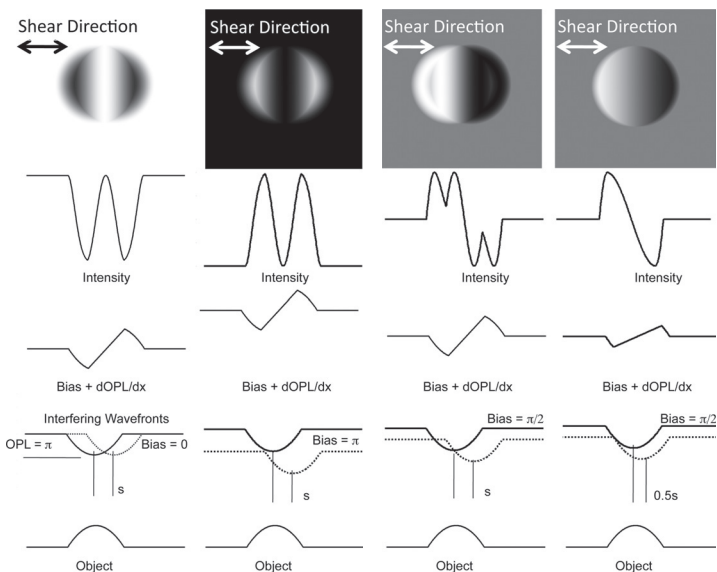 Shear Direction
Shear Direction
Shear Direction
Shear Direction
Intensity
Intensity
Intensity
Intensity
Bias + dOPL/dx
Bias + dOPL/dx
Bias + dOPL/dx
Bias + dOPL/dx
Interfering Wavefronts
OPL = π
Bias = 0
s
Bias = π
s
Bias = π/2
s
Bias = π/2
0.5s
Object
Object
Object
Object